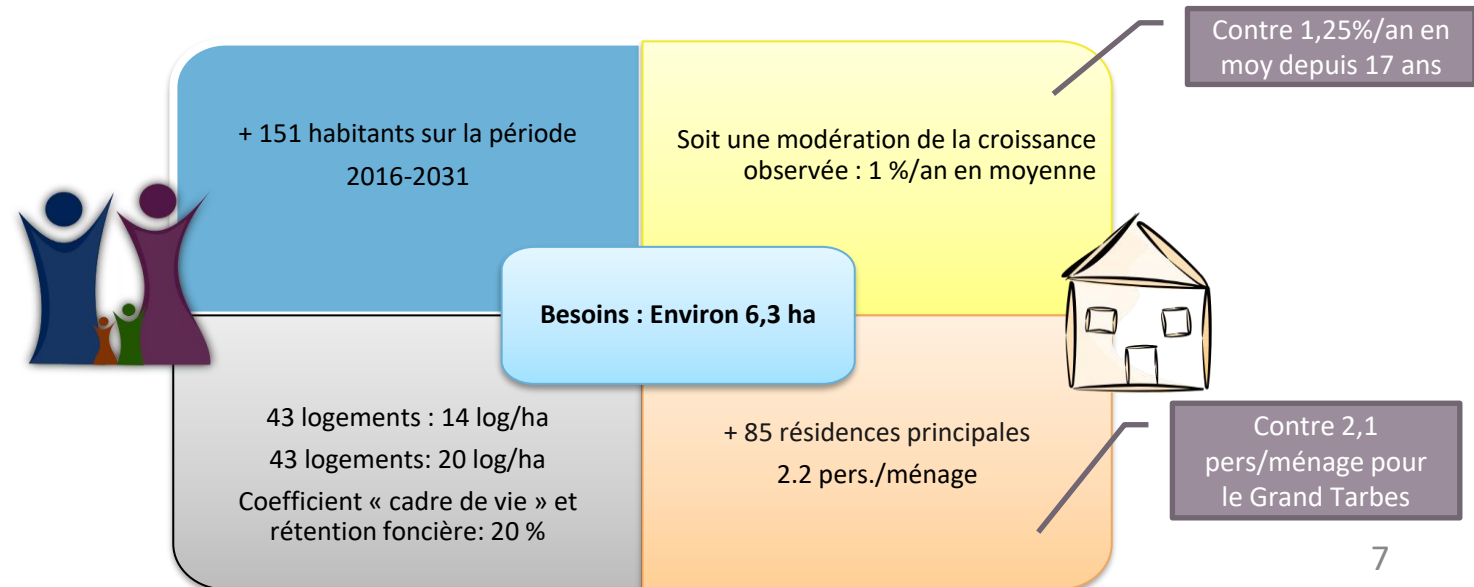 + 151 habitants sur la période
2016-2031
Soit une modération de la croissance
observée : 1 %/an en moyenne
Contre 1,25%/an en
moy depuis 17 ans
Besoins : Environ 6,3 ha
43 logements : 14 log/ha
43 logements: 20 log/ha
Coefficient « cadre de vie » et
rétention foncière: 20 %
+ 85 résidences principales
2.2 pers./ménage
Contre 2,1
pers/ménage pour
le Grand Tarbes
7